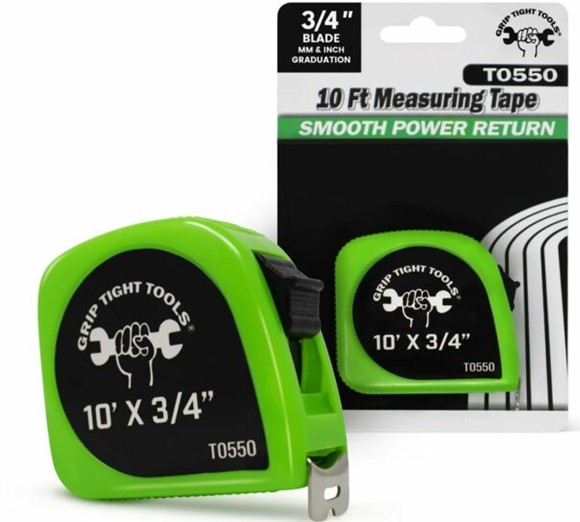 3/4"
BLADE
MM & INCH
GRADUATION
GRIP TIGHT TOOLS®
T0550
10 Ft Measuring Tape
SMOOTH POWER RETURN
GRIP TIGHT TOOLS®
10' X 3/4"
T0550
GRIP TIGHT TOOLS®
10' X 3/4"
T0550